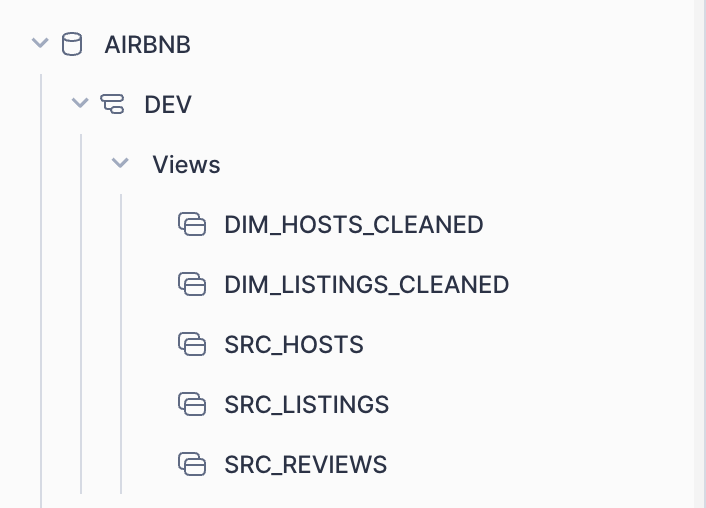 AIRBNB
DEV
Views
DIM_HOSTS_CLEANED
DIM_LISTINGS_CLEANED
SRC_HOSTS
SRC_LISTINGS
SRC_REVIEWS